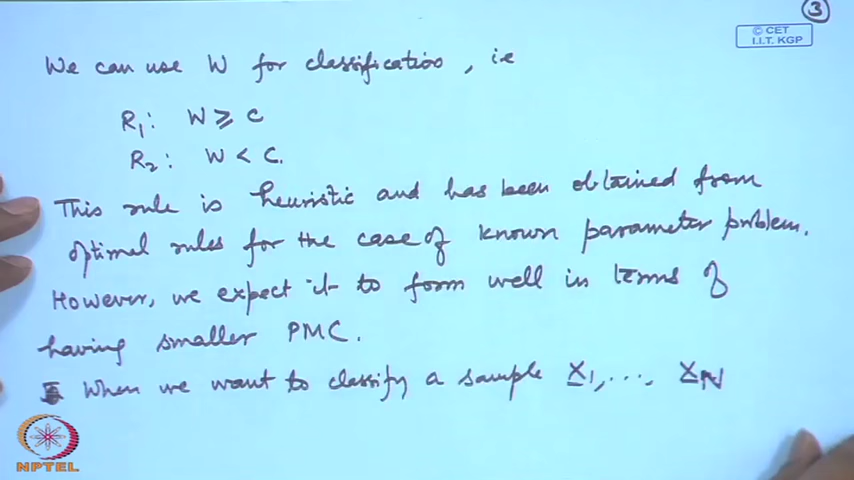 3
© CET
I.I.T. KGP
We can use W for classification, ie
R₁: W ⩾ C
R₂: W < C.
This rule is heuristic and has been obtained from
optimal rules for the case of known parameter problem.
However, we expect it to form well in terms of
having smaller PMC.
When we want to classify a sample X̲₁, ..., X̲N
NPTEL